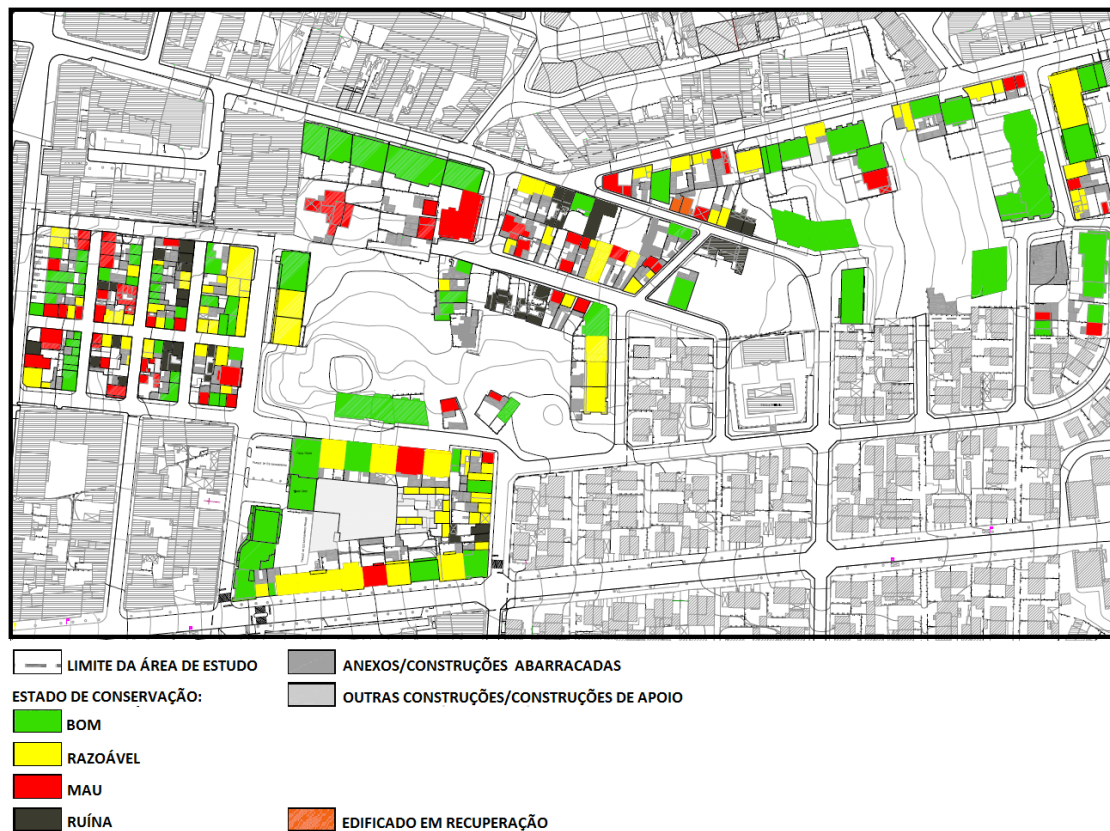 LIMITE DA ÁREA DE ESTUDO
ANEXOS/CONSTRUÇÕES ABARRACADAS
ESTADO DE CONSERVAÇÃO:
OUTRAS CONSTRUÇÕES/CONSTRUÇÕES DE APOIO
BOM
RAZOÁVEL
MAU
RUÍNA
EDIFICADO EM RECUPERAÇÃO